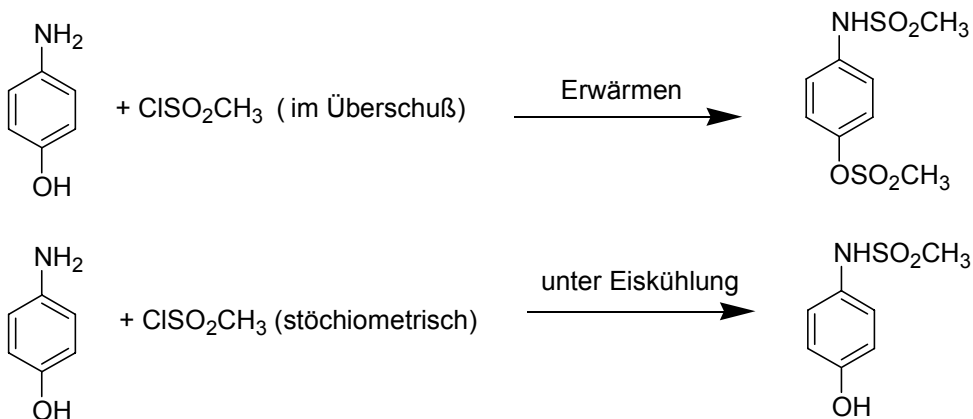 NH2
NHSO2CH3
+ ClSO2CH3 ( im Überschuß)
Erwärmen
OH
OSO2CH3
NH2
NHSO2CH3
+ ClSO2CH3 (stöchiometrisch)
unter Eiskühlung
OH
OH